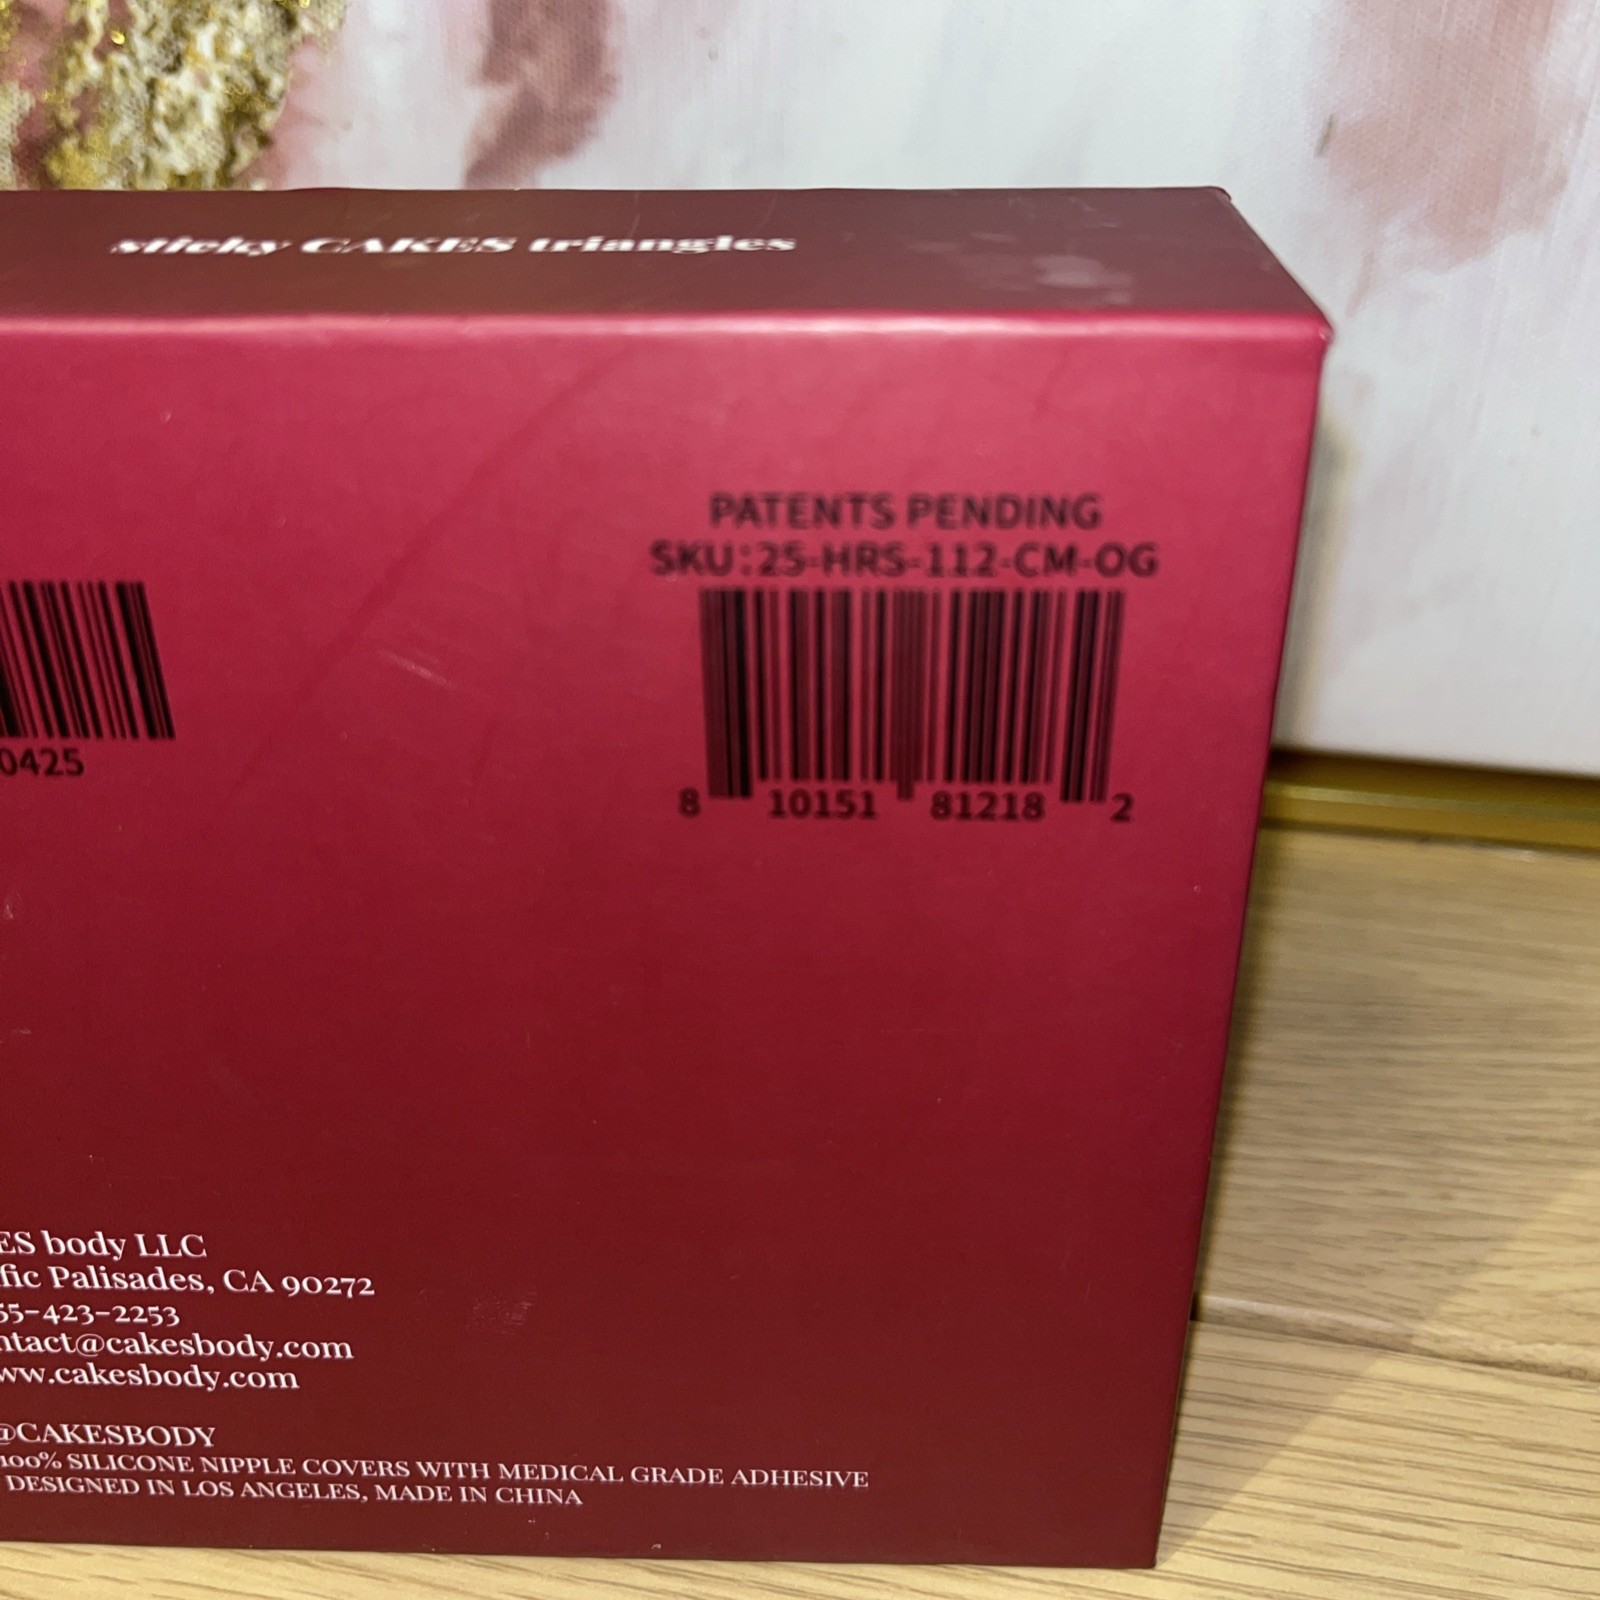 sticky CAKES triangles
PATENTS PENDING
SKU:25-HRS-112-CM-OG
8 10151 81218 2
0425
ES body LLC
fic Palisades, CA 90272
55-423-2253
ntact@cakesbody.com
ww.cakesbody.com
@CAKESBODY
100% SILICONE NIPPLE COVERS WITH MEDICAL GRADE ADHESIVE
DESIGNED IN LOS ANGELES, MADE IN CHINA